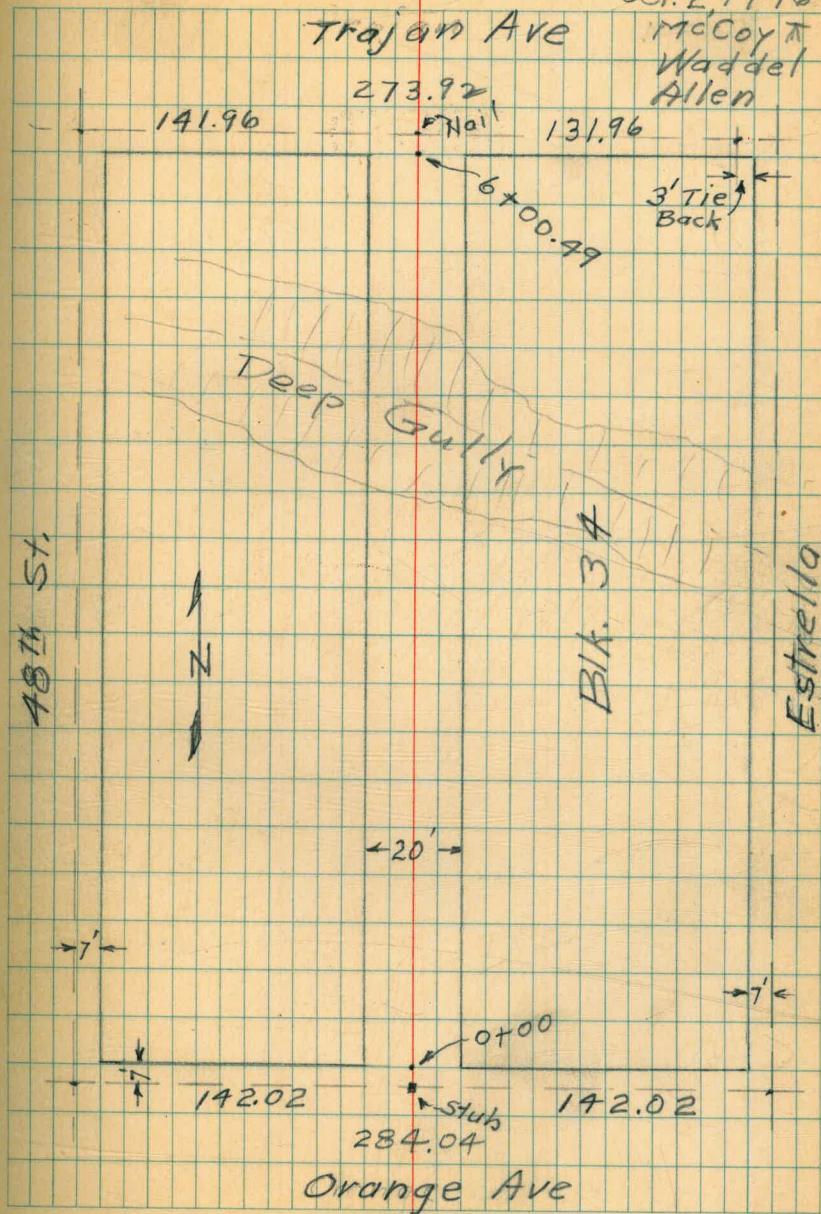 Trajan Ave
McCoy ⊼
Waddel
Allen
273.92
141.96
Nail
131.96
3' Tie
Back
6+00.49
Deep Gully
48th St.
N
Blk. 34
Estrella
20'
7'
7'
0+00
7'
142.02
Stub
142.02
284.04
Orange Ave